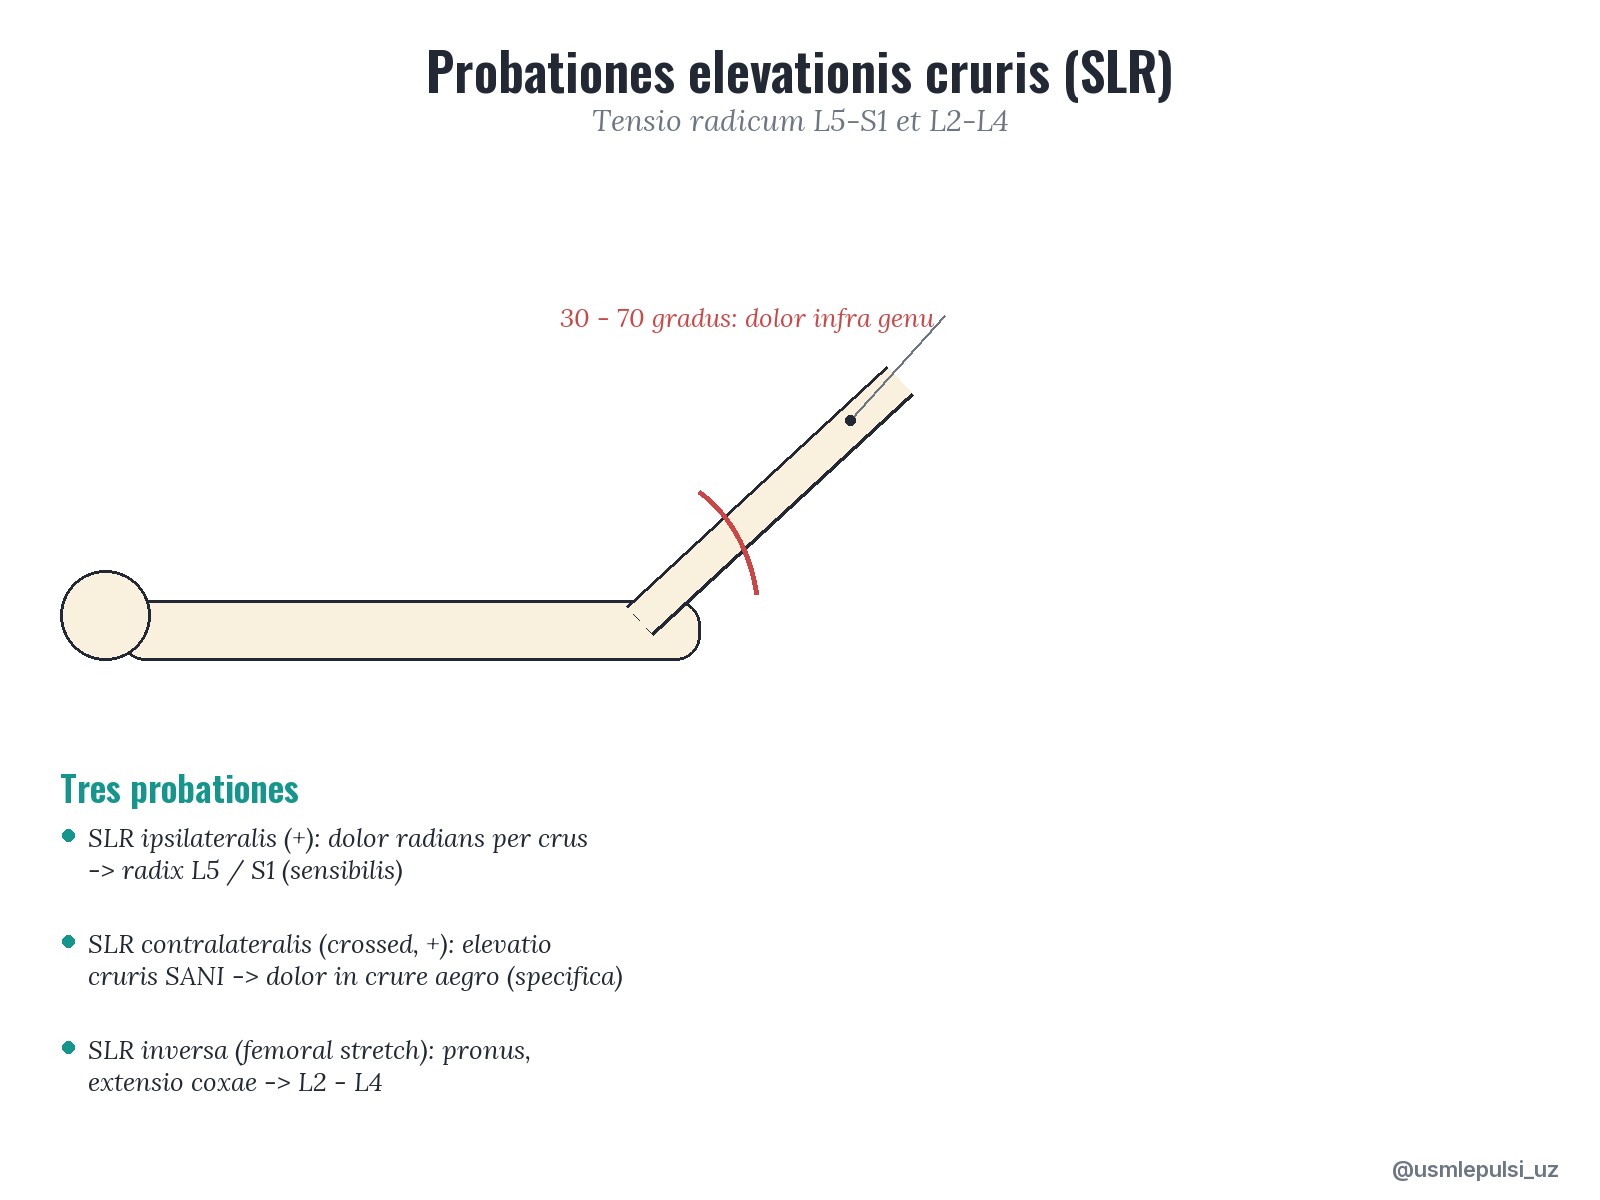 Probationes elevationis cruris (SLR)
Tensio radicum L5-S1 et L2-L4
30 - 70 gradus: dolor infra genu
Tres probationes
SLR ipsilateralis (+): dolor radians per crus
-> radix L5 / S1 (sensibilis)
SLR contralateralis (crossed, +): elevatio
cruris SANI -> dolor in crure aegro (specifica)
SLR inversa (femoral stretch): pronus,
extensio coxae -> L2 - L4
@usmlepulsi_uz